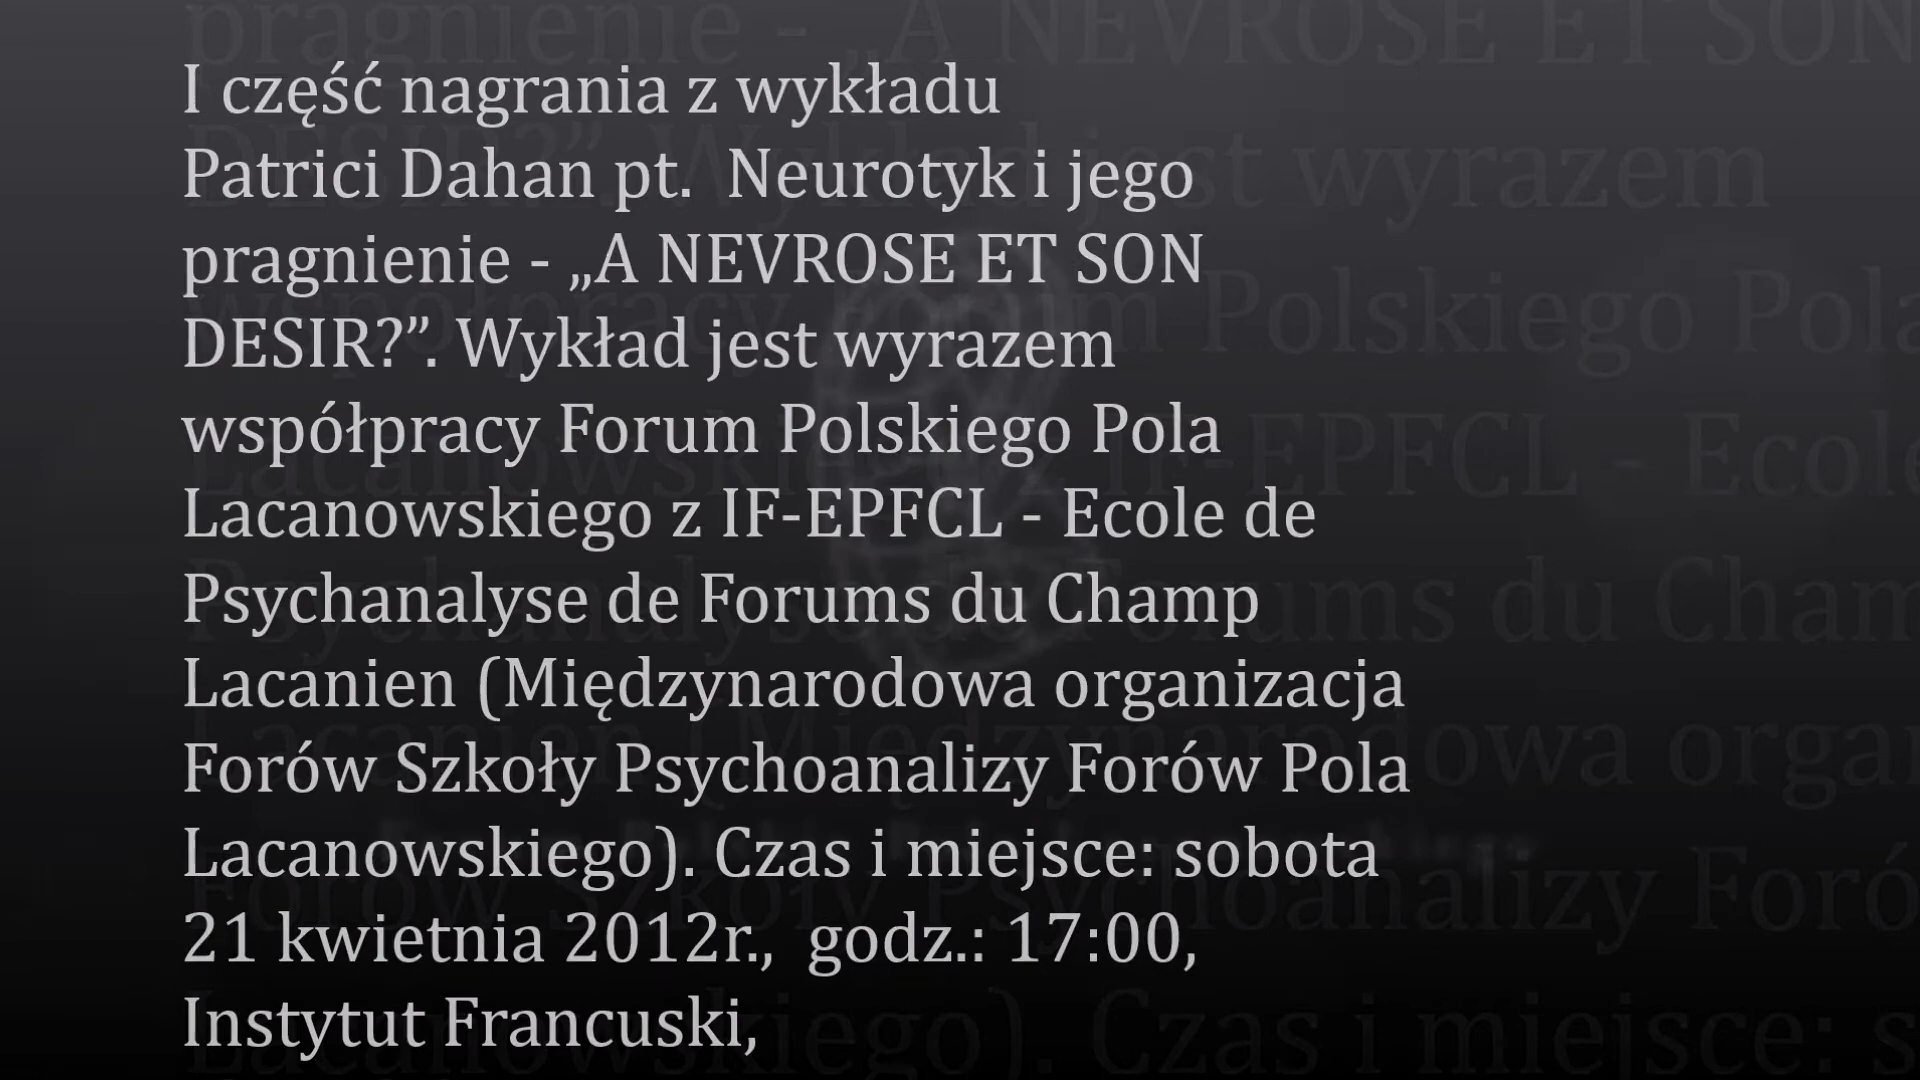 I część nagrania z wykładu
Patrici Dahan pt.  Neurotyk i jego
pragnienie - „A NEVROSE ET SON
DESIR?”. Wykład jest wyrazem
współpracy Forum Polskiego Pola
Lacanowskiego z IF-EPFCL - Ecole de
Psychanalyse de Forums du Champ
Lacanien (Międzynarodowa organizacja
Forów Szkoły Psychoanalizy Forów Pola
Lacanowskiego). Czas i miejsce: sobota
21 kwietnia 2012r.,  godz.: 17:00,
Instytut Francuski,